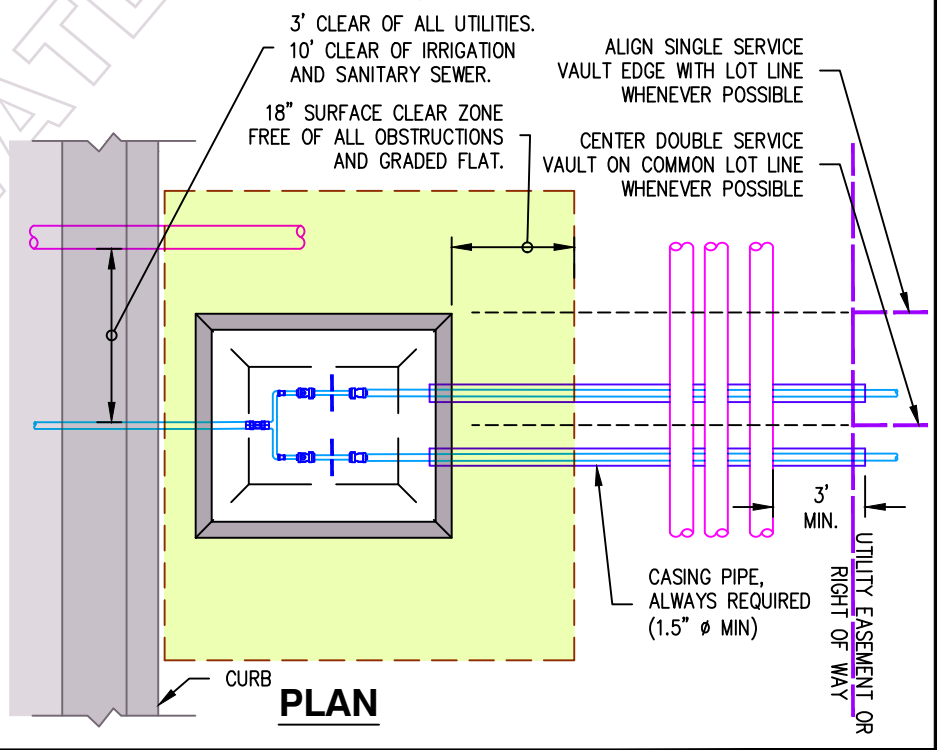 3' CLEAR OF ALL UTILITIES.
10' CLEAR OF IRRIGATION
AND SANITARY SEWER.
18" SURFACE CLEAR ZONE
FREE OF ALL OBSTRUCTIONS
AND GRADED FLAT.
ALIGN SINGLE SERVICE
VAULT EDGE WITH LOT LINE
WHENEVER POSSIBLE
CENTER DOUBLE SERVICE
VAULT ON COMMON LOT LINE
WHENEVER POSSIBLE
3'
MIN.
CASING PIPE,
ALWAYS REQUIRED
(1.5" ø MIN)
UTILITY EASEMENT OR
RIGHT OF WAY
CURB
PLAN